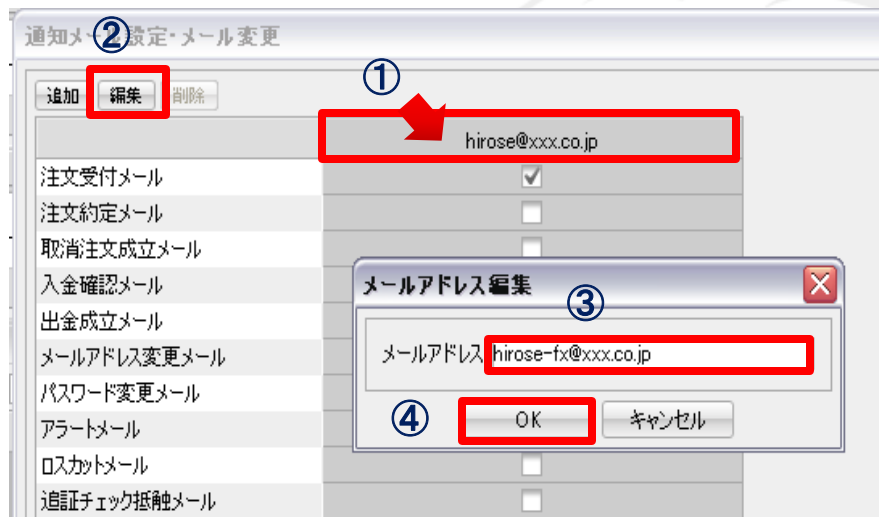 通知メール設定・メール変更
②
①
追加 編集 削除
hirose@xxx.co.jp
注文受付メール
注文約定メール
取消注文成立メール
入金確認メール
出金成立メール
メールアドレス変更メール
パスワード変更メール
アラートメール
ロスカットメール
追証チェック抵触メール
メールアドレス編集
③
メールアドレス hirose-fx@xxx.co.jp
④
OK キャンセル